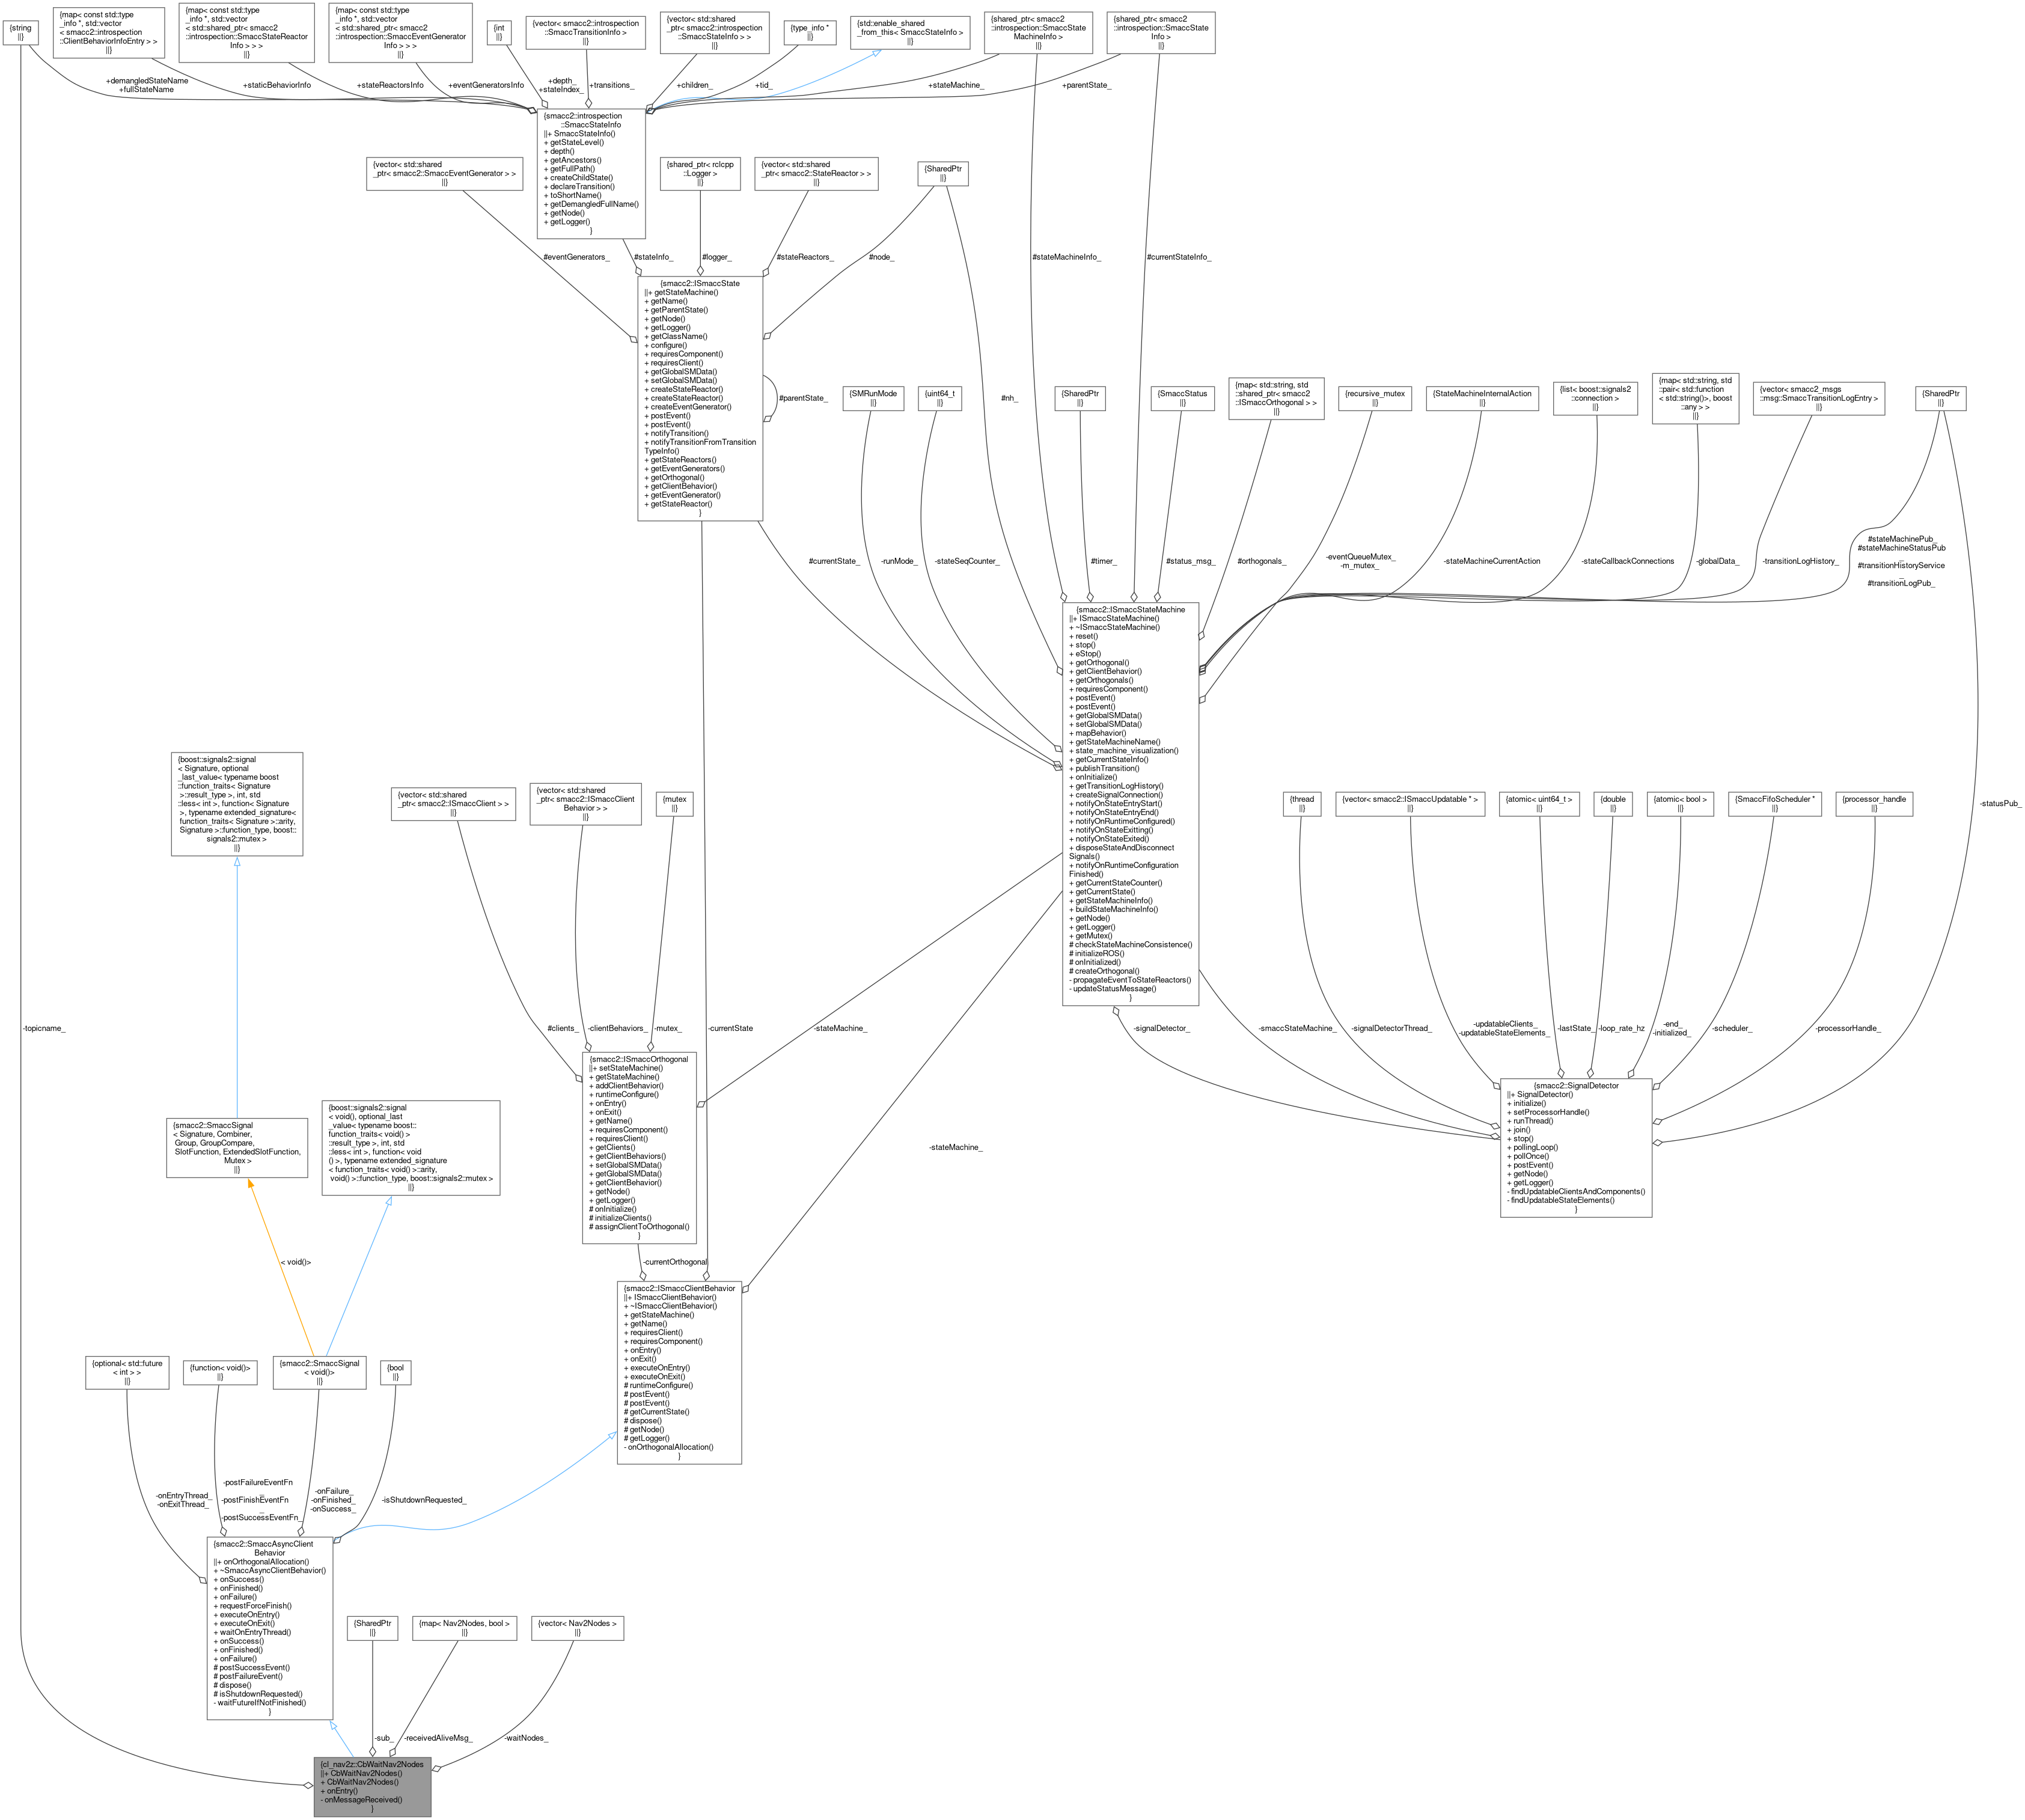 {string
||}
{map< const std::type
_info *, std::vector
< smacc2::introspection
::ClientBehaviorInfoEntry > >
||}
{map< const std::type
_info *, std::vector
< std::shared_ptr< smacc2
::introspection::SmaccStateReactor
Info > > >
||}
{map< const std::type
_info *, std::vector
< std::shared_ptr< smacc2
::introspection::SmaccEventGenerator
Info > > >
||}
{int
||}
{vector< smacc2::introspection
::SmaccTransitionInfo >
||}
{vector< std::shared
_ptr< smacc2::introspection
::SmaccStateInfo > >
||}
{type_info *
||}
{std::enable_shared
_from_this< SmaccStateInfo >
||}
{shared_ptr< smacc2
::introspection::SmaccState
MachineInfo >
||}
{shared_ptr< smacc2
::introspection::SmaccState
Info >
||}
+demangledStateName
+fullStateName
+staticBehaviorInfo
+stateReactorsInfo
+eventGeneratorsInfo
+depth_
+stateIndex_
+transitions_
+children_
+tid_
+stateMachine_
+parentState_
{smacc2::introspection
::SmaccStateInfo
||+ SmaccStateInfo()
+ getStateLevel()
+ depth()
+ getAncestors()
+ getFullPath()
+ createChildState()
+ declareTransition()
+ toShortName()
+ getDemangledFullName()
+ getNode()
+ getLogger()
}
{vector< std::shared
_ptr< smacc2::SmaccEventGenerator > >
||}
{shared_ptr< rclcpp
::Logger >
||}
{vector< std::shared
_ptr< smacc2::StateReactor > >
||}
{SharedPtr
||}
#eventGenerators_
#stateInfo_
#logger_
#stateReactors_
#node_
#stateMachineInfo_
#currentStateInfo_
{smacc2::ISmaccState
||+ getStateMachine()
+ getName()
+ getParentState()
+ getNode()
+ getLogger()
+ getClassName()
+ configure()
+ requiresComponent()
+ requiresClient()
+ getGlobalSMData()
+ setGlobalSMData()
+ createStateReactor()
+ createStateReactor()
+ createEventGenerator()
+ postEvent()
+ postEvent()
+ notifyTransition()
+ notifyTransitionFromTransition
TypeInfo()
+ getStateReactors()
+ getEventGenerators()
+ getOrthogonal()
+ getClientBehavior()
+ getEventGenerator()
+ getStateReactor()
}
#parentState_
{SMRunMode
||}
{uint64_t
||}
#nh_
{SharedPtr
||}
{SmaccStatus
||}
{map< std::string, std
::shared_ptr< smacc2
::ISmaccOrthogonal > >
||}
{recursive_mutex
||}
{StateMachineInternalAction
||}
{list< boost::signals2
::connection >
||}
{map< std::string, std
::pair< std::function
< std::string()>, boost
::any > >
||}
{vector< smacc2_msgs
::msg::SmaccTransitionLogEntry >
||}
{SharedPtr
||}
#currentState_
-runMode_
-stateSeqCounter_
#timer_
#status_msg_
#orthogonals_
-eventQueueMutex_
-m_mutex_
-stateMachineCurrentAction
-stateCallbackConnections
-globalData_
-transitionLogHistory_
#stateMachinePub_
#stateMachineStatusPub
_
#transitionHistoryService
_
#transitionLogPub_
{smacc2::ISmaccStateMachine
||+ ISmaccStateMachine()
+ ~ISmaccStateMachine()
+ reset()
+ stop()
+ eStop()
+ getOrthogonal()
+ getClientBehavior()
+ getOrthogonals()
+ requiresComponent()
+ postEvent()
+ postEvent()
+ getGlobalSMData()
+ setGlobalSMData()
+ mapBehavior()
+ getStateMachineName()
+ state_machine_visualization()
+ getCurrentStateInfo()
+ publishTransition()
+ onInitialize()
+ getTransitionLogHistory()
+ createSignalConnection()
+ notifyOnStateEntryStart()
+ notifyOnStateEntryEnd()
+ notifyOnRuntimeConfigured()
+ notifyOnStateExitting()
+ notifyOnStateExited()
+ disposeStateAndDisconnect
Signals()
+ notifyOnRuntimeConfiguration
Finished()
+ getCurrentStateCounter()
+ getCurrentState()
+ getStateMachineInfo()
+ buildStateMachineInfo()
+ getNode()
+ getLogger()
+ getMutex()
# checkStateMachineConsistence()
# initializeROS()
# onInitialized()
# createOrthogonal()
- propagateEventToStateReactors()
- updateStatusMessage()
}
{boost::signals2::signal
< Signature, optional
_last_value< typename boost
::function_traits< Signature
>::result_type >, int, std
::less< int >, function< Signature
>, typename extended_signature<
function_traits< Signature >::arity,
Signature >::function_type, boost::
signals2::mutex >
||}
{vector< std::shared
_ptr< smacc2::ISmaccClient > >
||}
{vector< std::shared
_ptr< smacc2::ISmaccClient
Behavior > >
||}
{mutex
||}
{thread
||}
{vector< smacc2::ISmaccUpdatable * >
||}
{atomic< uint64_t >
||}
{double
||}
{atomic< bool >
||}
{SmaccFifoScheduler *
||}
{processor_handle
||}
-statusPub_
-topicname_
#clients_
-clientBehaviors_
-mutex_
-currentState
-stateMachine_
-signalDetector_
-smaccStateMachine_
-signalDetectorThread_
-updatableClients_
-updatableStateElements_
-lastState_
-loop_rate_hz
-end_
-initialized_
-scheduler_
-processorHandle_
{smacc2::ISmaccOrthogonal
||+ setStateMachine()
+ getStateMachine()
+ addClientBehavior()
+ runtimeConfigure()
+ onEntry()
+ onExit()
+ getName()
+ requiresComponent()
+ requiresClient()
+ getClients()
+ getClientBehaviors()
+ setGlobalSMData()
+ getGlobalSMData()
+ getClientBehavior()
+ getNode()
+ getLogger()
# onInitialize()
# initializeClients()
# assignClientToOrthogonal()
}
{smacc2::SignalDetector
||+ SignalDetector()
+ initialize()
+ setProcessorHandle()
+ runThread()
+ join()
+ stop()
+ pollingLoop()
+ pollOnce()
+ postEvent()
+ getNode()
+ getLogger()
- findUpdatableClientsAndComponents()
- findUpdatableStateElements()
}
{smacc2::SmaccSignal
< Signature, Combiner,
Group, GroupCompare,
SlotFunction, ExtendedSlotFunction,
Mutex >
||}
{boost::signals2::signal
< void(), optional_last
_value< typename boost::
function_traits< void() >
::result_type >, int, std
::less< int >, function< void
() >, typename extended_signature
< function_traits< void() >::arity,
void() >::function_type, boost::signals2::mutex >
||}
-stateMachine_
< void()>
-currentOrthogonal
{smacc2::ISmaccClientBehavior
||+ ISmaccClientBehavior()
+ ~ISmaccClientBehavior()
+ getStateMachine()
+ getName()
+ requiresClient()
+ requiresComponent()
+ onEntry()
+ onExit()
+ executeOnEntry()
+ executeOnExit()
# runtimeConfigure()
# postEvent()
# postEvent()
# getCurrentState()
# dispose()
# getNode()
# getLogger()
- onOrthogonalAllocation()
}
{optional< std::future
< int > >
||}
{function< void()>
||}
{smacc2::SmaccSignal
< void()>
||}
{bool
||}
-onEntryThread_
-onExitThread_
-postFailureEventFn
_
-postFinishEventFn
_
-postSuccessEventFn_
-onFailure_
-onFinished_
-onSuccess_
-isShutdownRequested_
{smacc2::SmaccAsyncClient
Behavior
||+ onOrthogonalAllocation()
+ ~SmaccAsyncClientBehavior()
+ onSuccess()
+ onFinished()
+ onFailure()
+ requestForceFinish()
+ executeOnEntry()
+ executeOnExit()
+ waitOnEntryThread()
+ onSuccess()
+ onFinished()
+ onFailure()
# postSuccessEvent()
# postFailureEvent()
# dispose()
# isShutdownRequested()
- waitFutureIfNotFinished()
}
{SharedPtr
||}
{map< Nav2Nodes, bool >
||}
{vector< Nav2Nodes >
||}
-sub_
-receivedAliveMsg_
-waitNodes_
{cl_nav2z::CbWaitNav2Nodes
||+ CbWaitNav2Nodes()
+ CbWaitNav2Nodes()
+ onEntry()
- onMessageReceived()
}